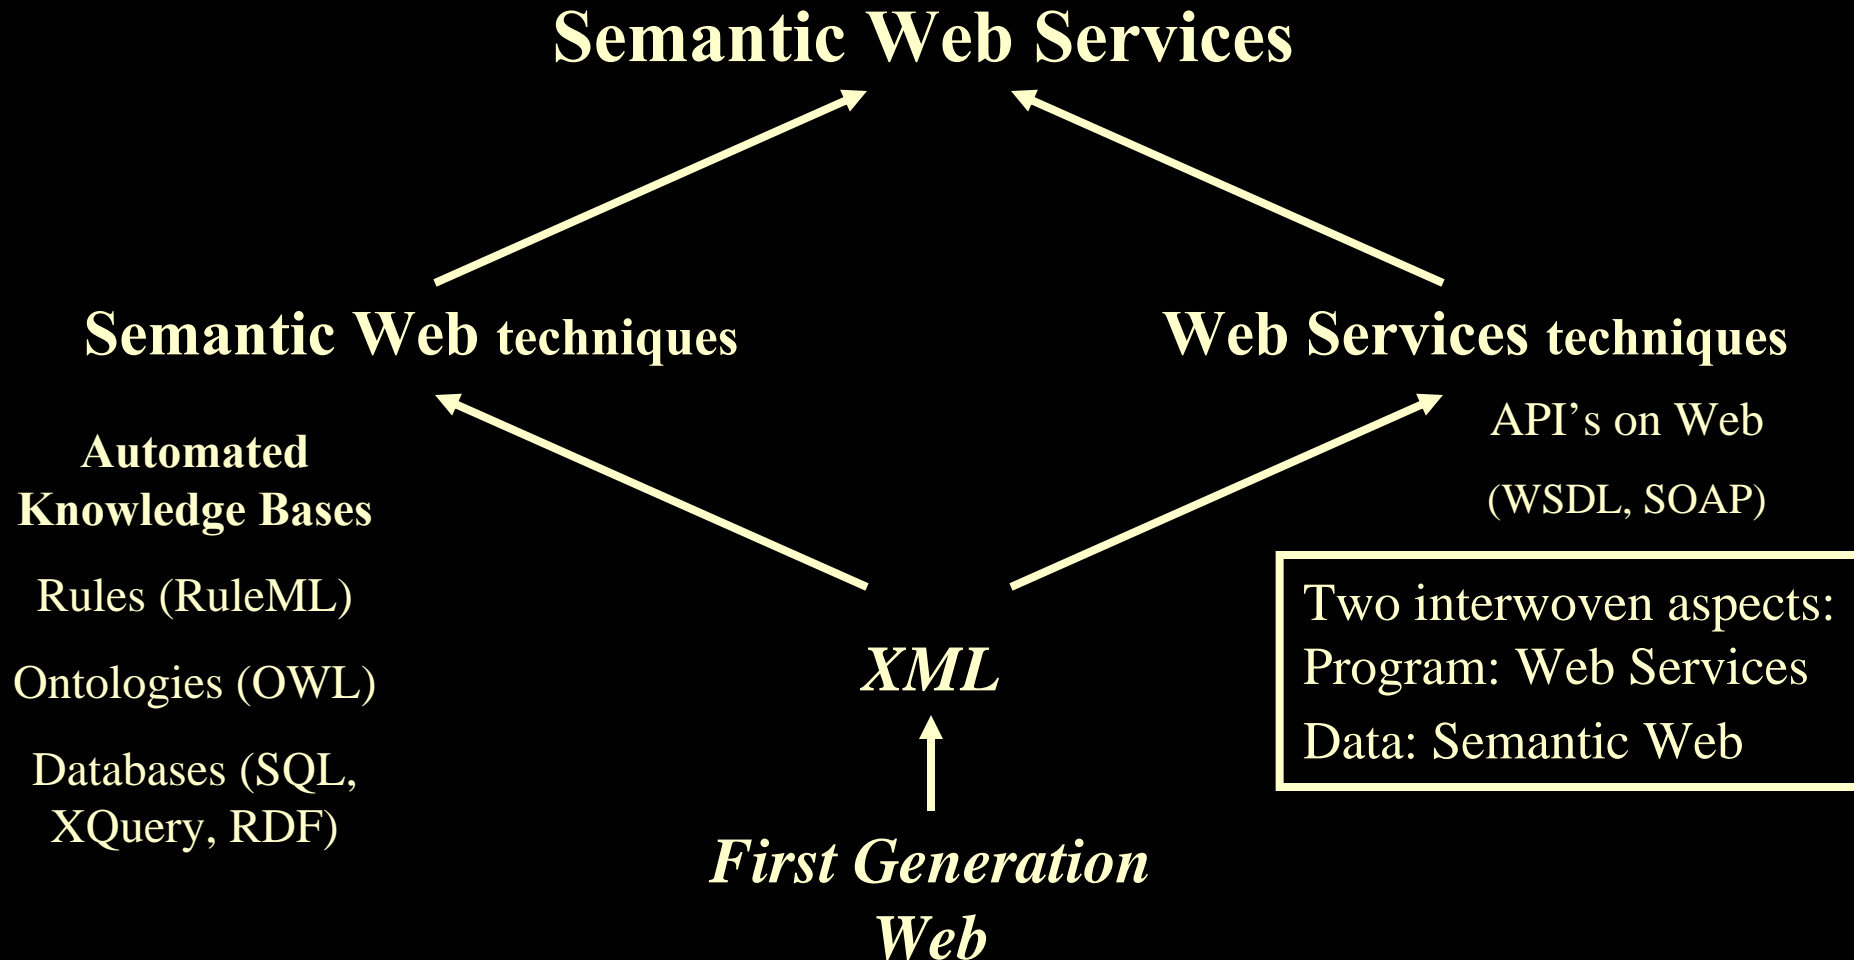 Semantic Web Services
Semantic Web techniques
Web Services techniques
Automated
Knowledge Bases
Rules (RuleML)
Ontologies (OWL)
Databases (SQL,
XQuery, RDF)
API’s on Web
(WSDL, SOAP)
Two interwoven aspects:
Program: Web Services
Data: Semantic Web
XML
First Generation
Web